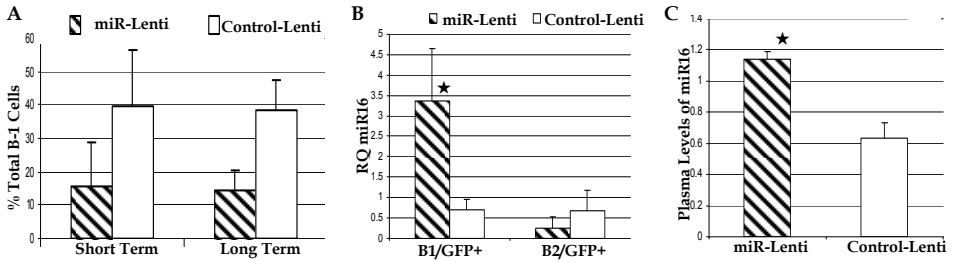 A
miR-Lenti
Control-Lenti
% Total B-1 Cells
60
50
40
30
20
10
0
Short Term
Long Term
B
miR-Lenti
Control-Lenti
RQ miR16
5
4.5
4
3.5
3
2.5
2
1.5
1
0.5
0
B1/GFP+
B2/GFP+
C
Plasma Levels of miR16
1.4
1.2
1
0.8
0.6
0.4
0.2
0
miR-Lenti
Control-Lenti